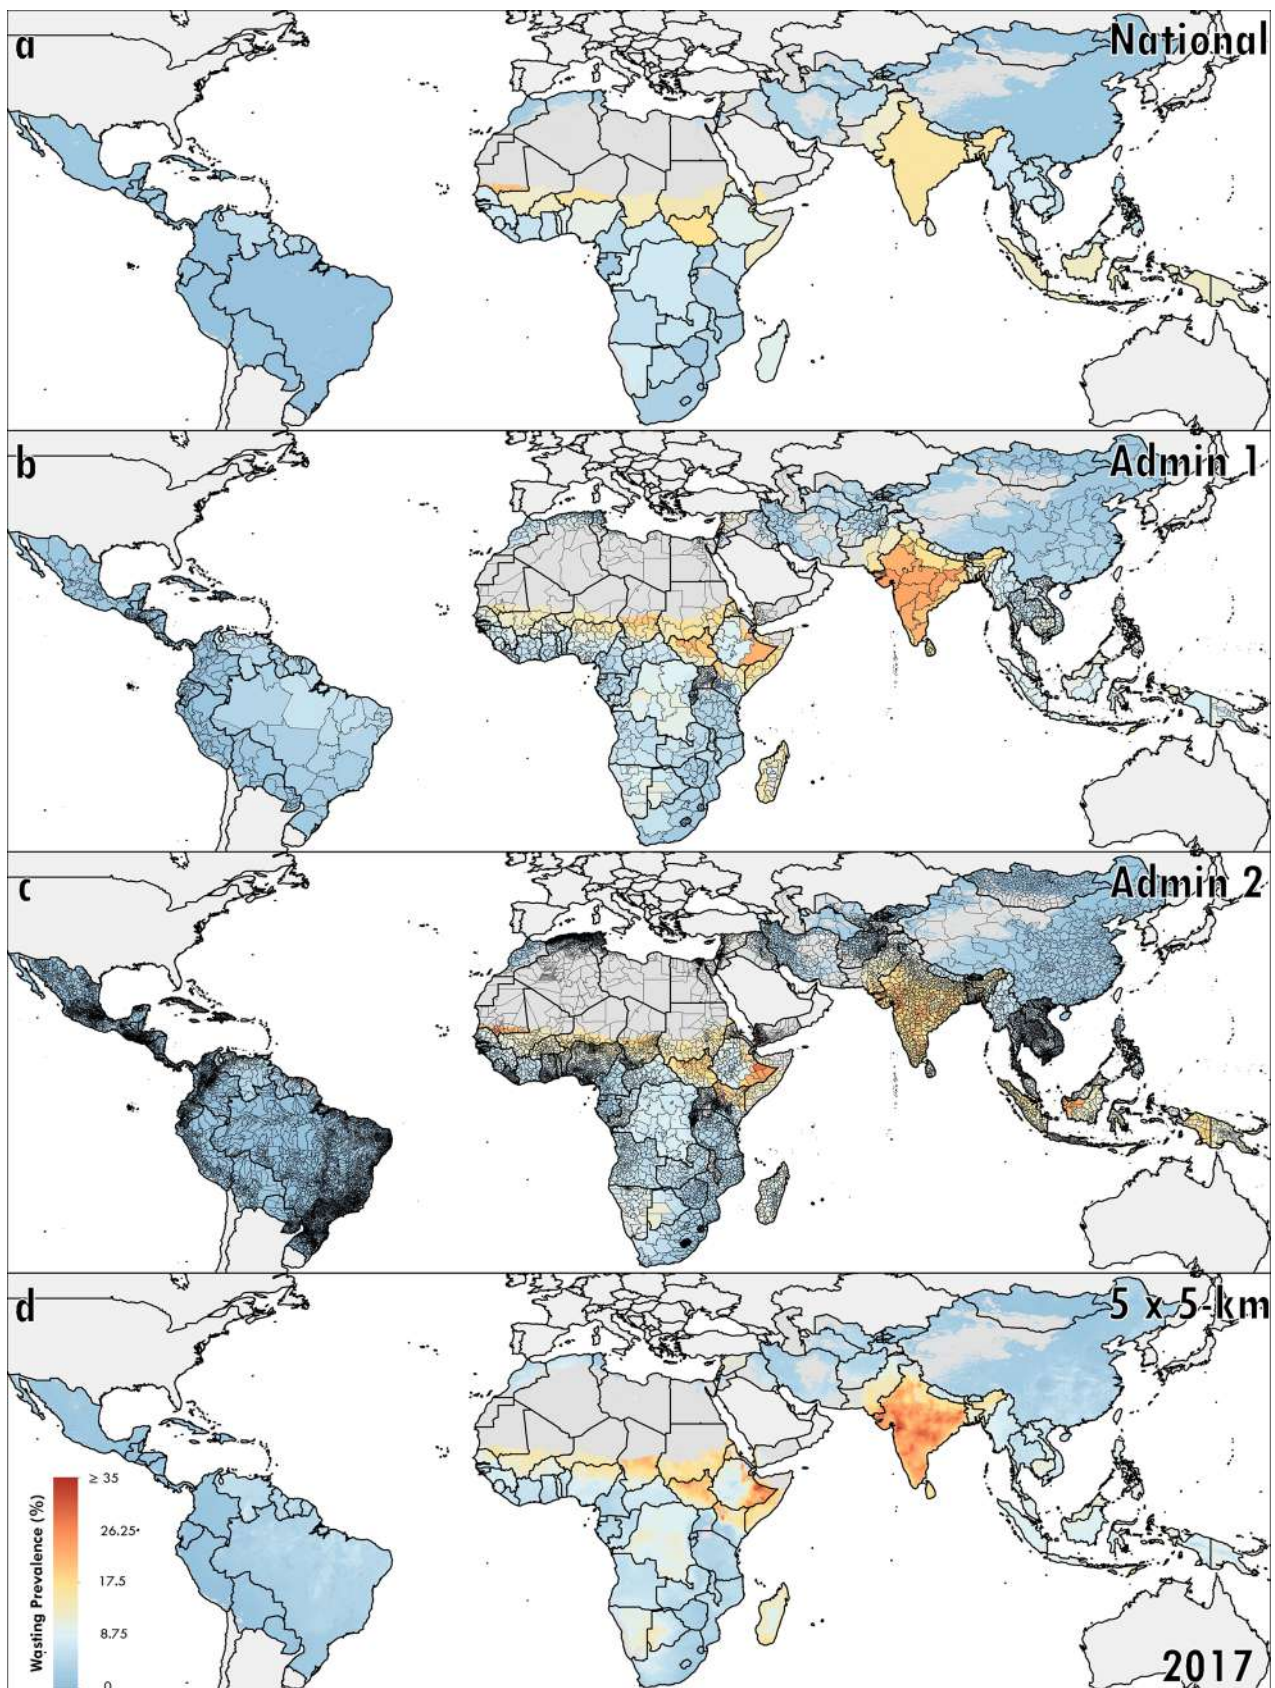 a
National
b
Admin 1
c
Admin 2
d
5 x 5-km
Wasting Prevalence (%)
≥ 35
26.25
17.5
8.75
0
2017